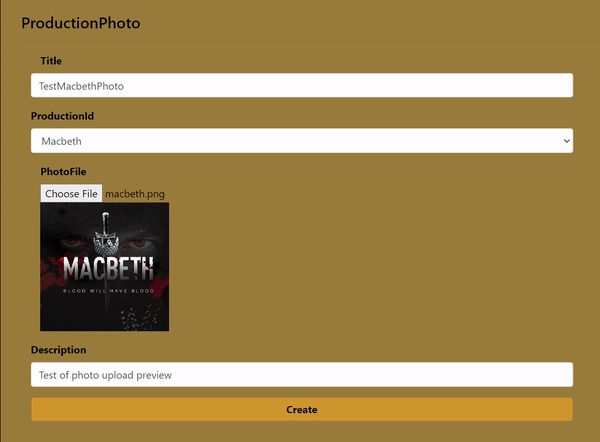 ProductionPhoto
Title
TestMacbethPhoto
ProductionId
Macbeth
PhotoFile
Choose File macbeth.png
MACBETH
BLOOD WILL HAVE BLOOD
Description
Test of photo upload preview
Create